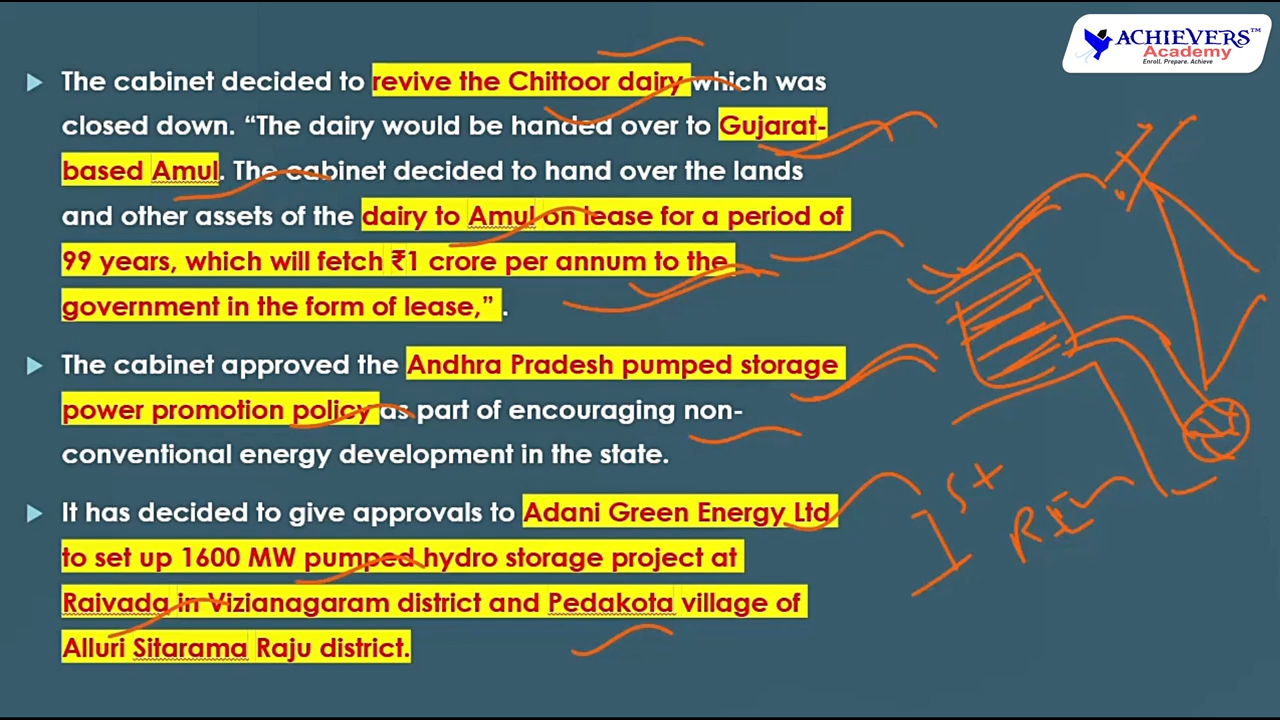 ACHIEVERS™
Academy
Enroll. Prepare. Achieve
The cabinet decided to revive the Chittoor dairy which was
closed down. “The dairy would be handed over to Gujarat-
based Amul. The cabinet decided to hand over the lands
and other assets of the dairy to Amul on lease for a period of
99 years, which will fetch ₹1 crore per annum to the
government in the form of lease,” .
The cabinet approved the Andhra Pradesh pumped storage
power promotion policy as part of encouraging non-
conventional energy development in the state.
It has decided to give approvals to Adani Green Energy Ltd
to set up 1600 MW pumped hydro storage project at
Raivada in Vizianagaram district and Pedakota village of
Alluri Sitarama Raju district.
1st